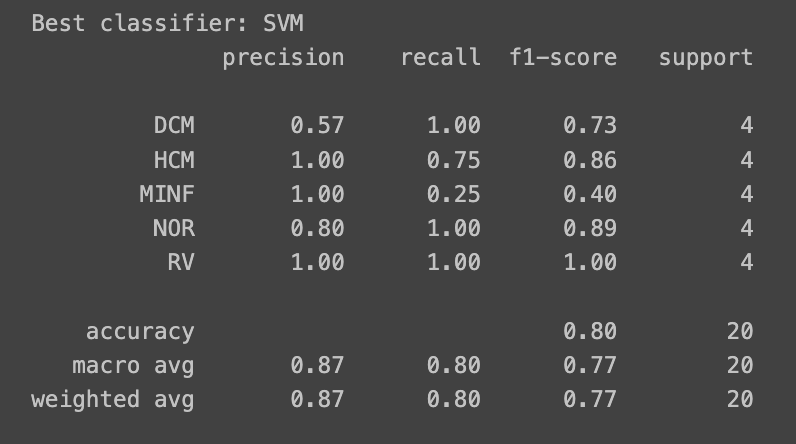 Best classifier: SVM
precision recall f1-score support
DCM 0.57 1.00 0.73 4
HCM 1.00 0.75 0.86 4
MINF 1.00 0.25 0.40 4
NOR 0.80 1.00 0.89 4
RV 1.00 1.00 1.00 4
accuracy 0.80 20
macro avg 0.87 0.80 0.77 20
weighted avg 0.87 0.80 0.77 20